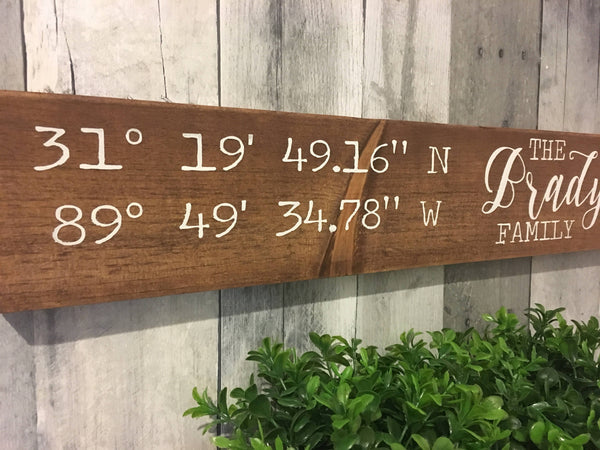 31° 19' 49.16" N
89° 49' 34.78" W
THE
Brady
FAMILY